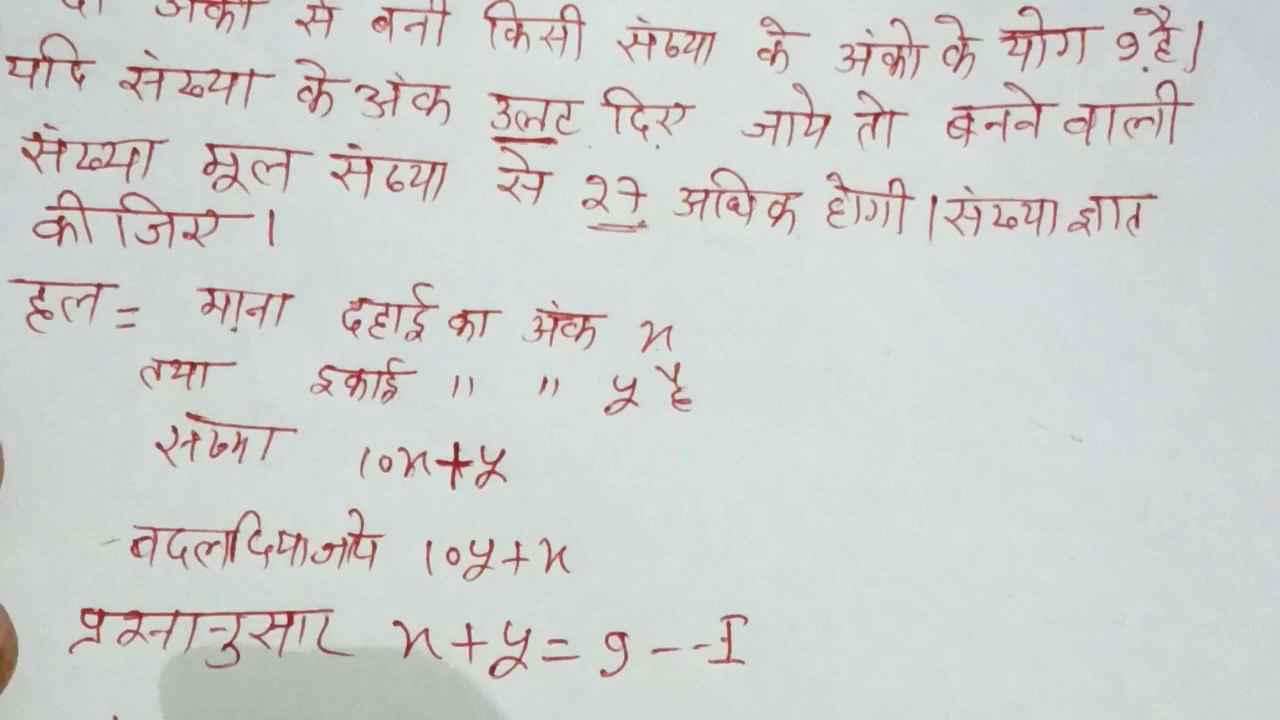 दो अंको से बनी किसी संख्या के अंको के योग 9 है।
यदि संख्या के अंक उलट दिए जाये तो बनने वाली
संख्या मूल संख्या से 27 अधिक होगी। संख्या ज्ञात
कीजिए।
हल = माना दहाई का अंक x
तथा इकाई " " y है
संख्या 10x+y
बदल दिया जाये 10y+x
प्रश्नानुसार x+y=9--I